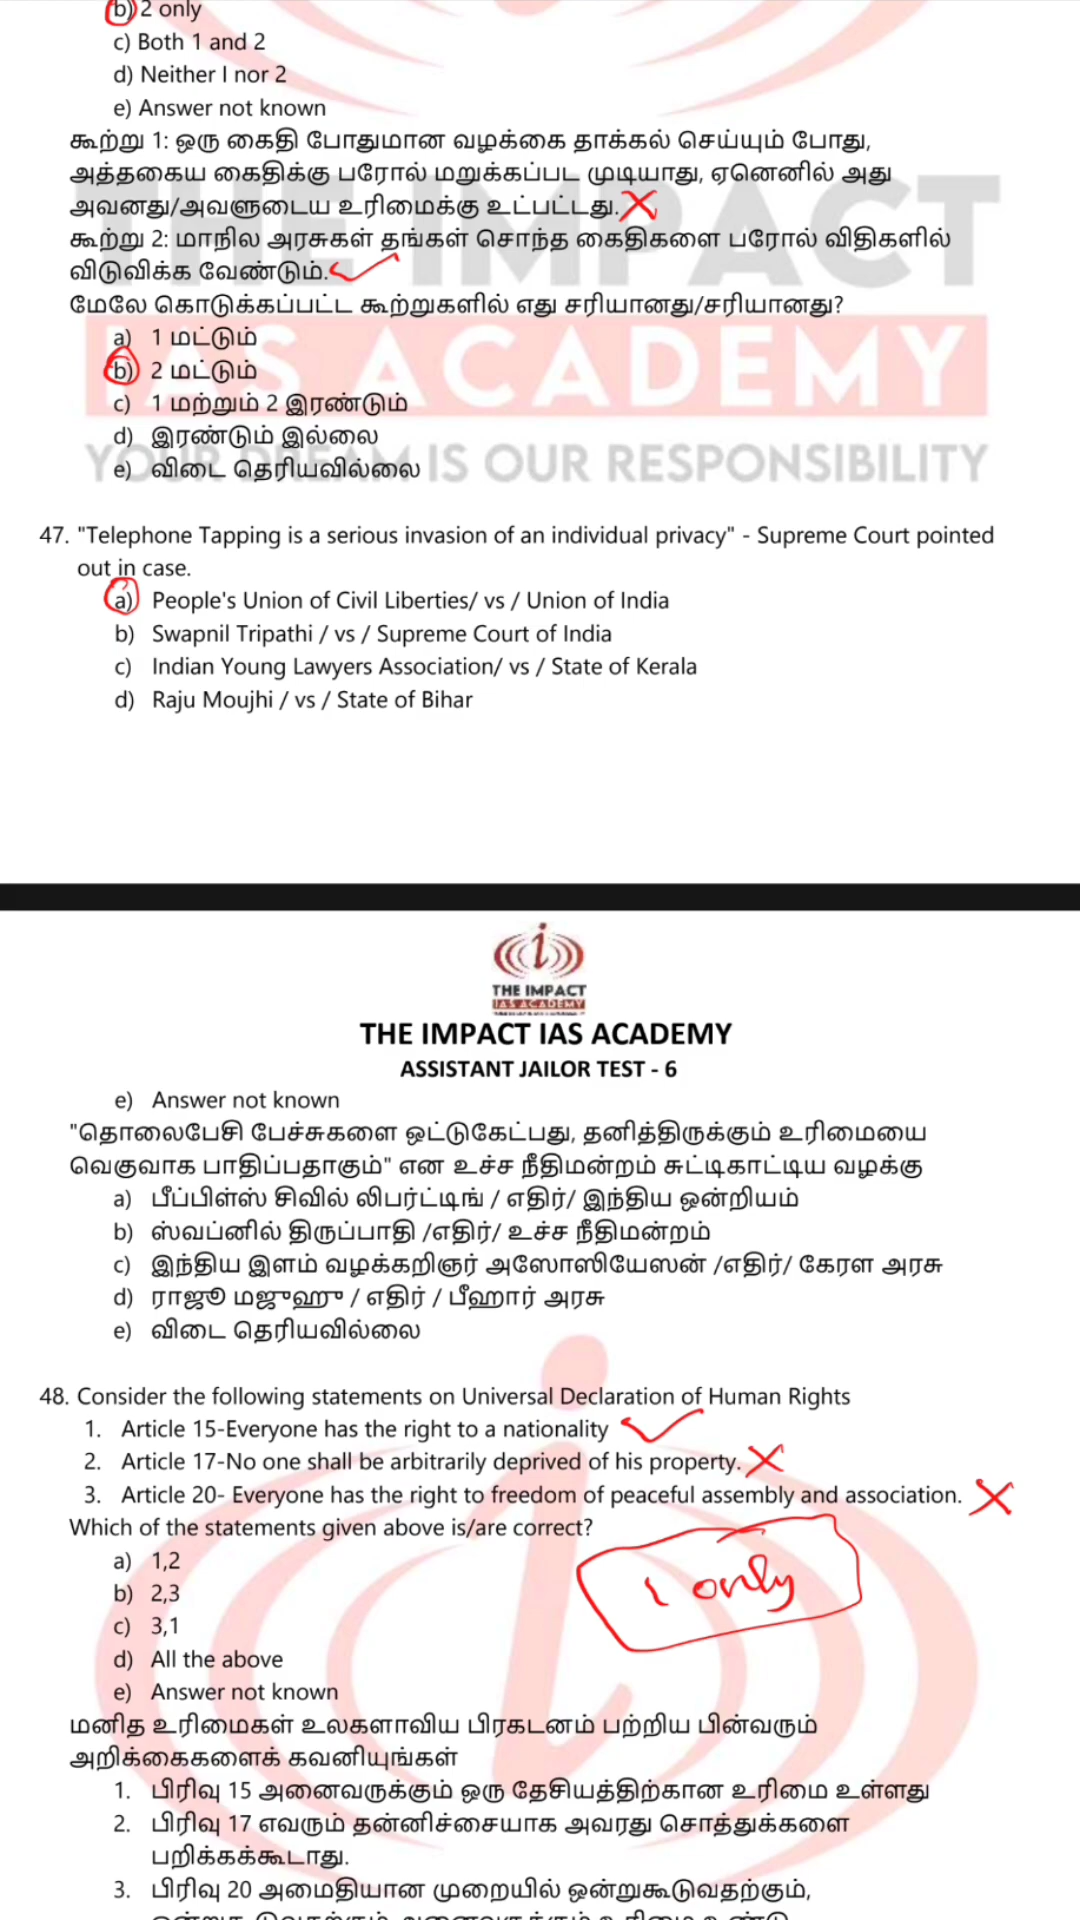 b) 2 only
c) Both 1 and 2
d) Neither I nor 2
e) Answer not known
கூற்று 1: ஒரு கைதி போதுமான வழக்கை தாக்கல் செய்யும் போது,
அத்தகைய கைதிக்கு பரோல் மறுக்கப்பட முடியாது, ஏனெனில் அது
அவனது/அவளுடைய உரிமைக்கு உட்பட்டது.
கூற்று 2: மாநில அரசுகள் தங்கள் சொந்த கைதிகளை பரோல் விதிகளில்
விடுவிக்க வேண்டும்.
மேலே கொடுக்கப்பட்ட கூற்றுகளில் எது சரியானது/சரியானது?
a) 1 மட்டும்
b) 2 மட்டும்
c) 1 மற்றும் 2 இரண்டும்
d) இரண்டும் இல்லை
e) விடை தெரியவில்லை
THE IMPACT
IAS ACADEMY
YOUR DREAM IS OUR RESPONSIBILITY
47. "Telephone Tapping is a serious invasion of an individual privacy" - Supreme Court pointed
out in case.
a) People's Union of Civil Liberties/ vs / Union of India
b) Swapnil Tripathi / vs / Supreme Court of India
c) Indian Young Lawyers Association/ vs / State of Kerala
d) Raju Moujhi / vs / State of Bihar
THE IMPACT
IAS ACADEMY
THE IMPACT IAS ACADEMY
ASSISTANT JAILOR TEST - 6
e) Answer not known
"தொலைபேசி பேச்சுகளை ஒட்டுகேட்பது, தனித்திருக்கும் உரிமையை
வெகுவாக பாதிப்பதாகும்" என உச்ச நீதிமன்றம் சுட்டிகாட்டிய வழக்கு
a) பீப்பிள்ஸ் சிவில் லிபர்ட்டிங் / எதிர்/ இந்திய ஒன்றியம்
b) ஸ்வப்னில் திருப்பாதி /எதிர்/ உச்ச நீதிமன்றம்
c) இந்திய இளம் வழக்கறிஞர் அஸோஸியேஸன் /எதிர்/ கேரள அரசு
d) ராஜூ மஜுஹு / எதிர் / பீஹார் அரசு
e) விடை தெரியவில்லை
48. Consider the following statements on Universal Declaration of Human Rights
1. Article 15-Everyone has the right to a nationality
2. Article 17-No one shall be arbitrarily deprived of his property.
3. Article 20- Everyone has the right to freedom of peaceful assembly and association.
Which of the statements given above is/are correct?
1 only
a) 1,2
b) 2,3
c) 3,1
d) All the above
e) Answer not known
மனித உரிமைகள் உலகளாவிய பிரகடனம் பற்றிய பின்வரும்
அறிக்கைகளைக் கவனியுங்கள்
1. பிரிவு 15 அனைவருக்கும் ஒரு தேசியத்திற்கான உரிமை உள்ளது
2. பிரிவு 17 எவரும் தன்னிச்சையாக அவரது சொத்துக்களை
பறிக்கக்கூடாது.
3. பிரிவு 20 அமைதியான முறையில் ஒன்றுகூடுவதற்கும்,